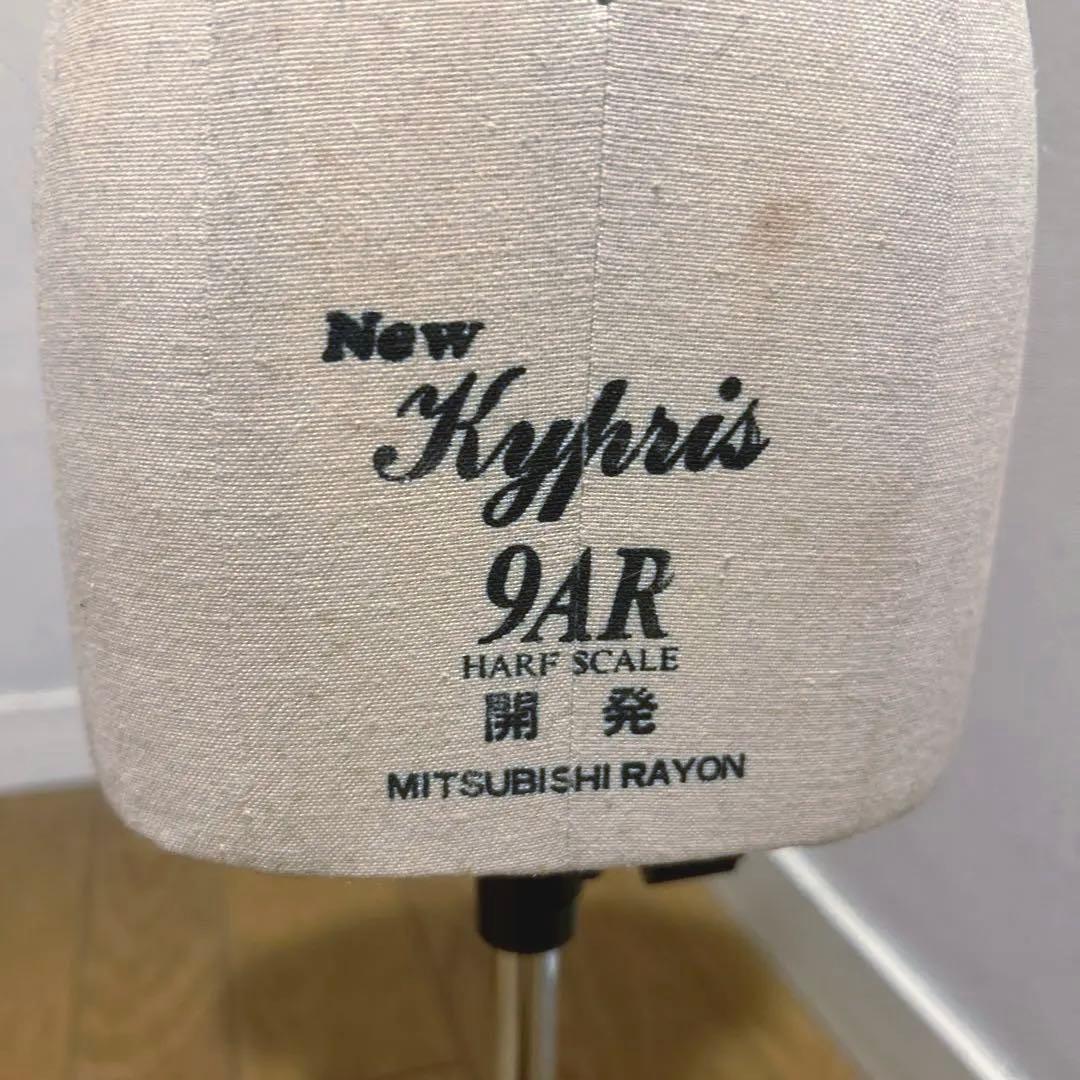 New
Kypris
9AR
HARF SCALE
開発
MITSUBISHI RAYON